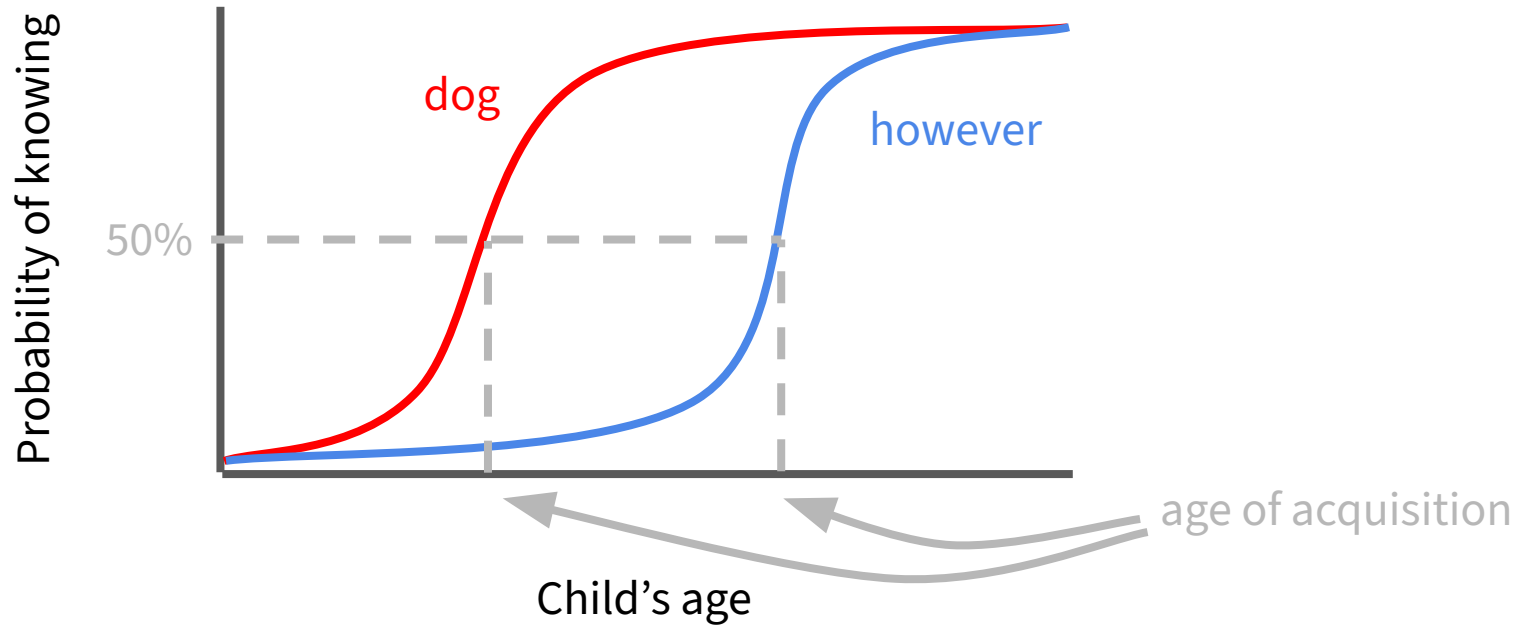 Probability of knowing
dog
however
50%
age of acquisition
Child’s age